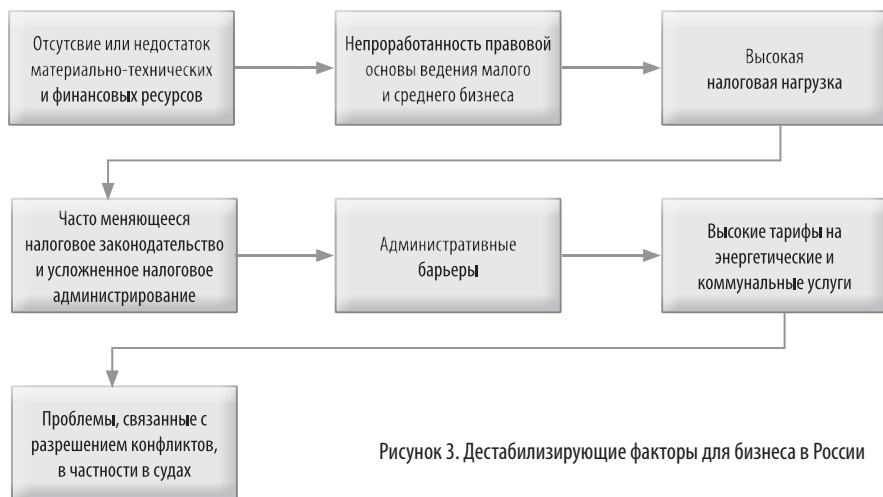 Отсутсвие или недостаток
материально-технических
и финансовых ресурсов
Непроработанность правовой
основы ведения малого
и среднего бизнеса
Высокая
налоговая нагрузка
Часто меняющееся
налоговое законодательство
и усложненное налоговое
администрирование
Административные
барьеры
Высокие тарифы на
энергетические и
коммунальные услуги
Проблемы, связанные с
разрешением конфликтов,
в частности в судах
Рисунок 3. Дестабилизирующие факторы для бизнеса в России